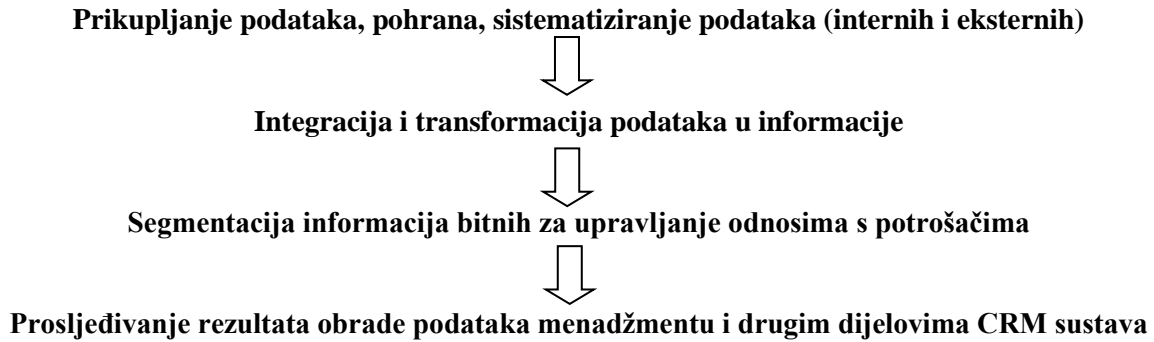 Prikupljanje podataka, pohrana, sistematiziranje podataka (internih i eksternih)
Integracija i transformacija podataka u informacije
Segmentacija informacija bitnih za upravljanje odnosima s potrošačima
Prosljeđivanje rezultata obrade podataka menadžmentu i drugim dijelovima CRM sustava